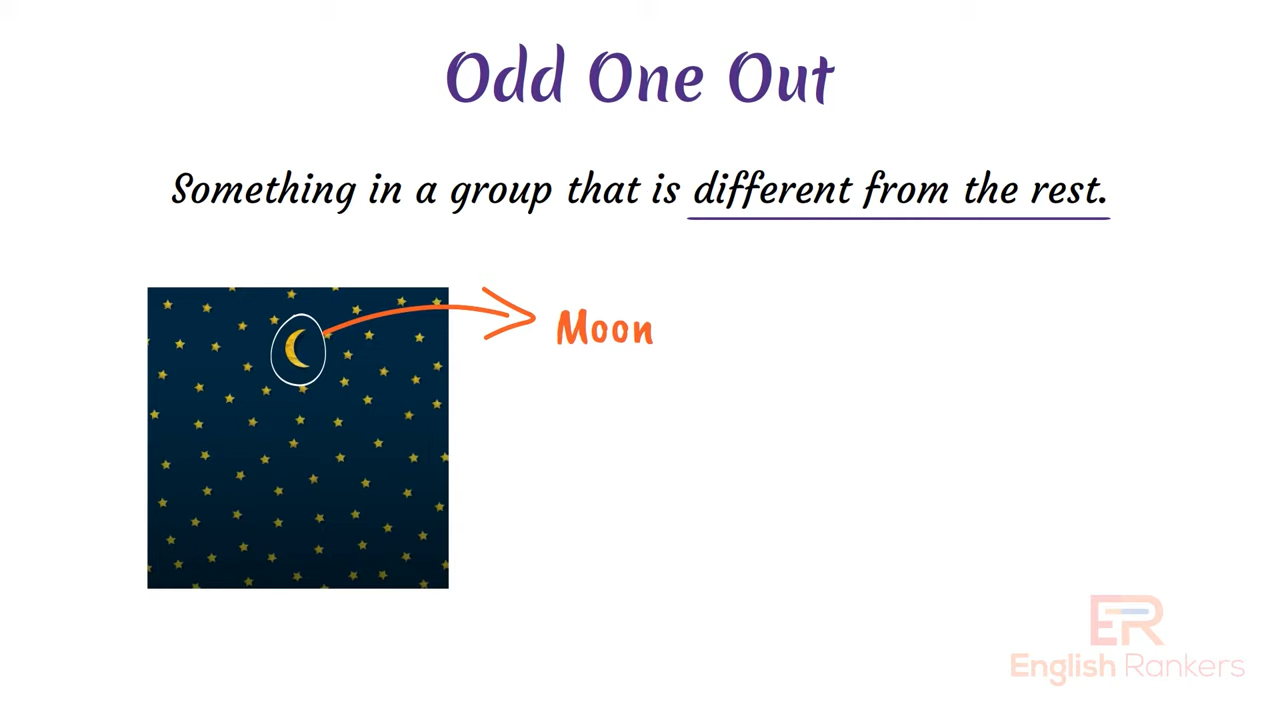 Odd One Out
Something in a group that is different from the rest.
Moon
ER
English Rankers